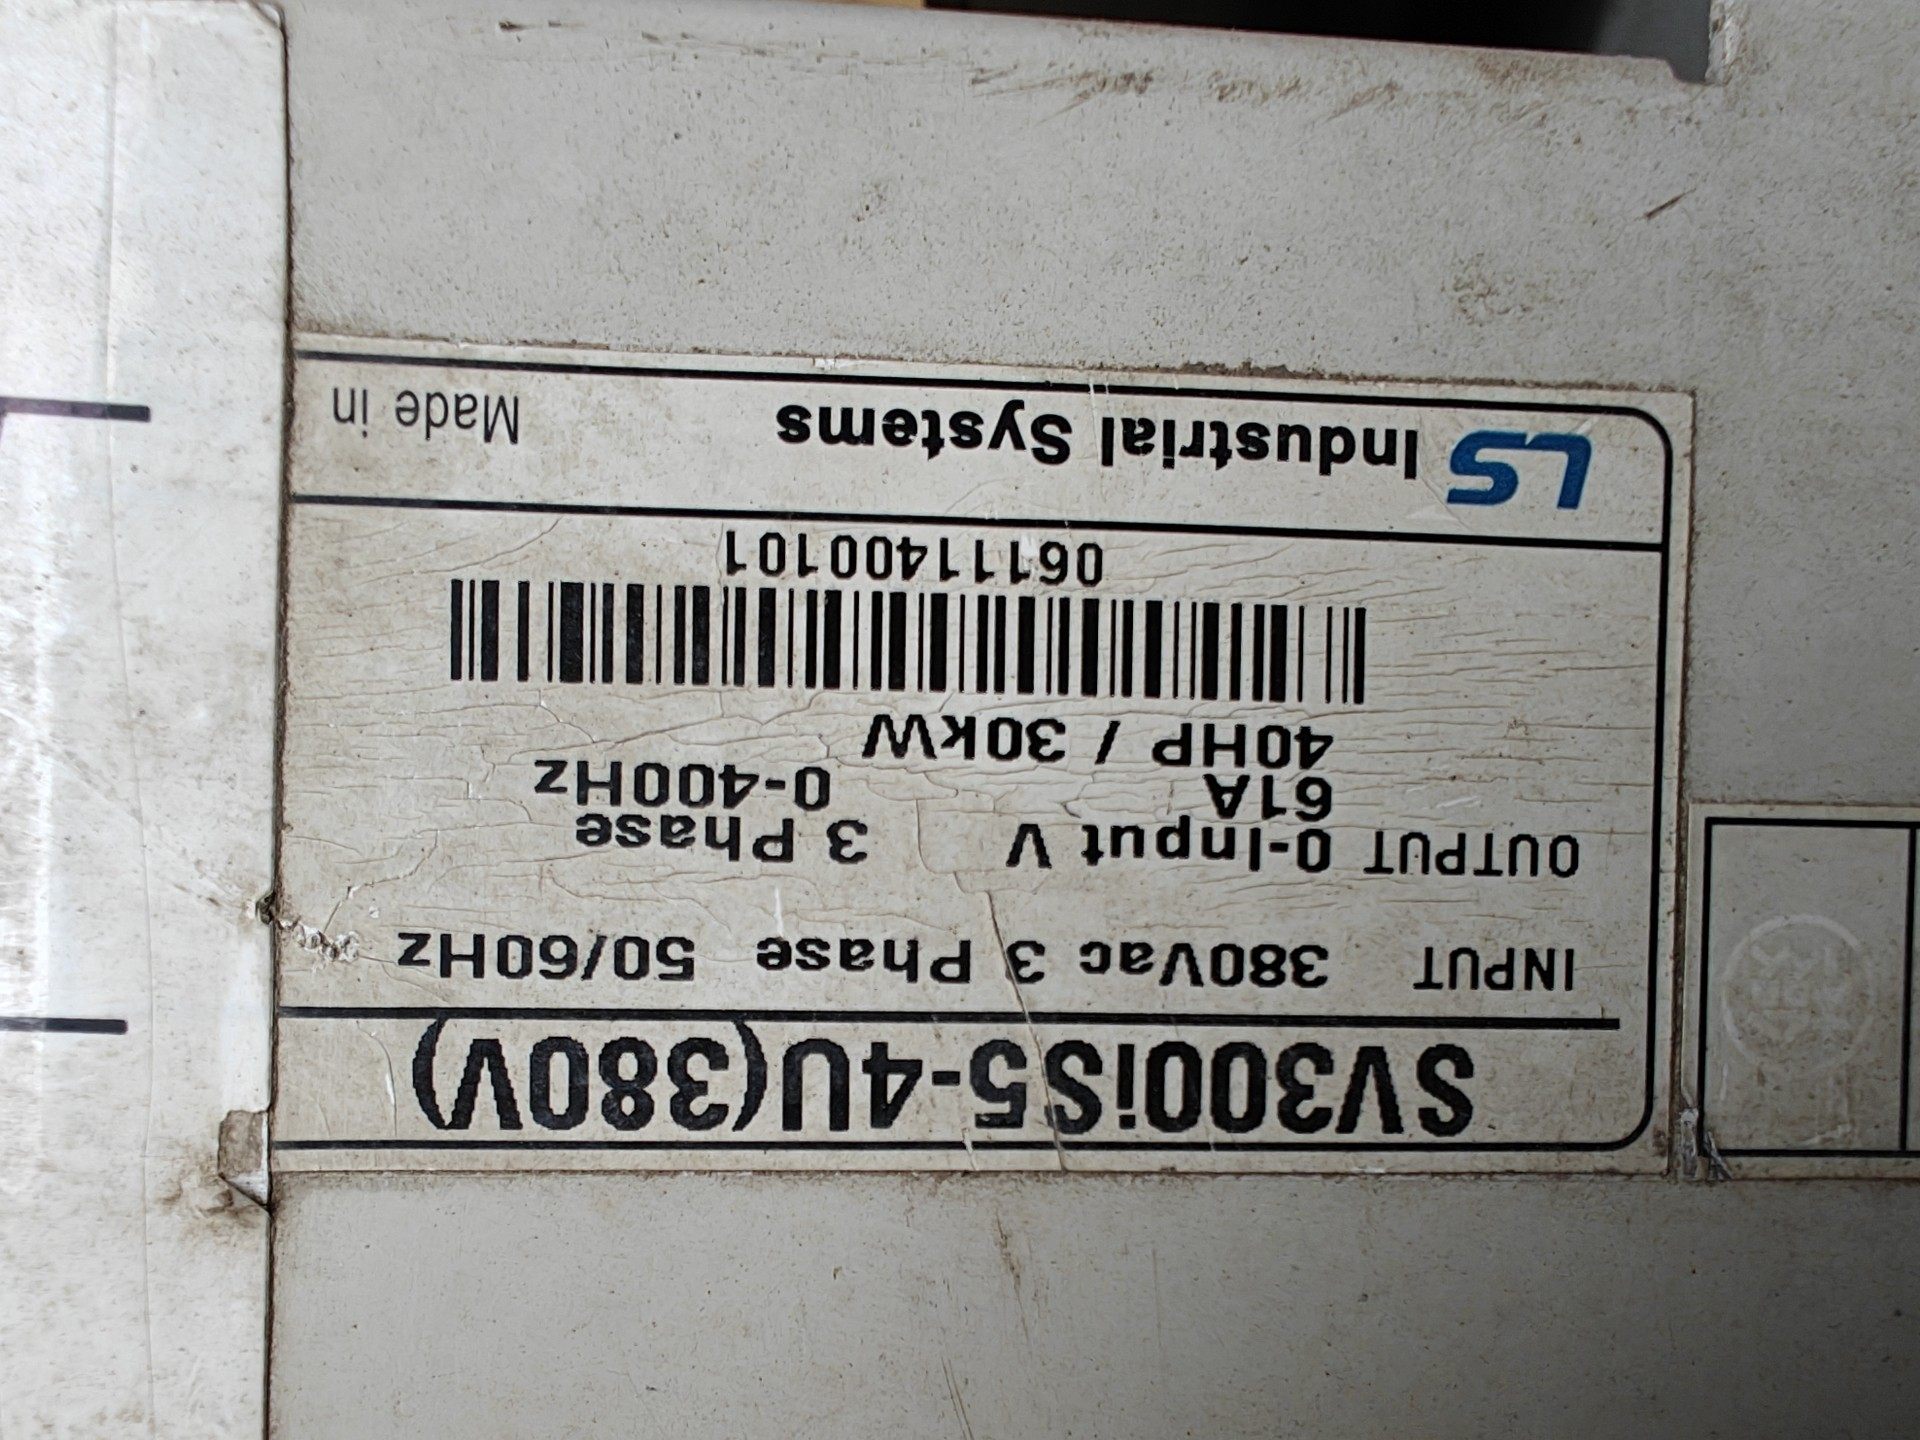 SV300iS5-4U(380V)
INPUT 380Vac 3 Phase 50/60Hz
OUTPUT 0-Input V 3 Phase
61A 0-400Hz
40HP / 30kW
06111400101
LS Industrial Systems Made in